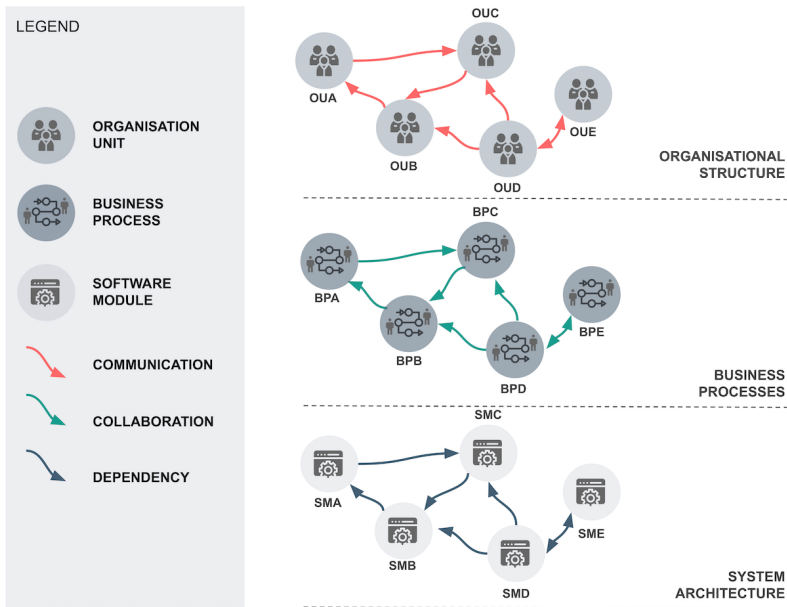 LEGEND
ORGANISATION
UNIT
BUSINESS
PROCESS
SOFTWARE
MODULE
COMMUNICATION
COLLABORATION
DEPENDENCY
OUC
OUA
OUB
OUE
OUD
ORGANISATIONAL
STRUCTURE
BPC
BPA
BPE
BPB
BPD
BUSINESS
PROCESSES
SMC
SMA
SME
SMB
SMD
SYSTEM
ARCHITECTURE